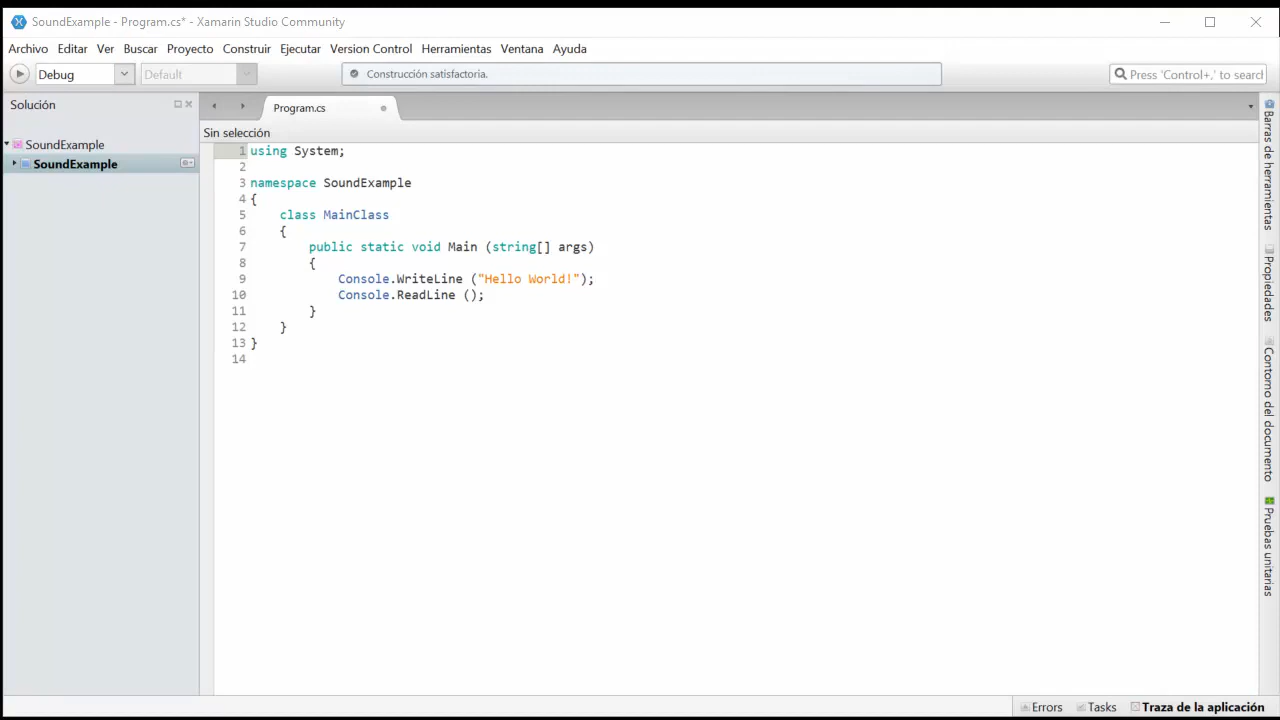 SoundExample - Program.cs* - Xamarin Studio Community
Archivo Editar Ver Buscar Proyecto Construir Ejecutar Version Control Herramientas Ventana Ayuda
Debug Default Construcción satisfactoria. Press 'Control+,' to search
Solución
Program.cs
Sin selección
SoundExample
SoundExample
1 using System;
2
3 namespace SoundExample
4 {
5 class MainClass
6 {
7 public static void Main (string[] args)
8 {
9 Console.WriteLine ("Hello World!");
10 Console.ReadLine ();
11 }
12 }
13 }
14
Barras de herramientas
Propiedades
Contorno del documento
Pruebas unitarias
Errors Tasks Traza de la aplicación